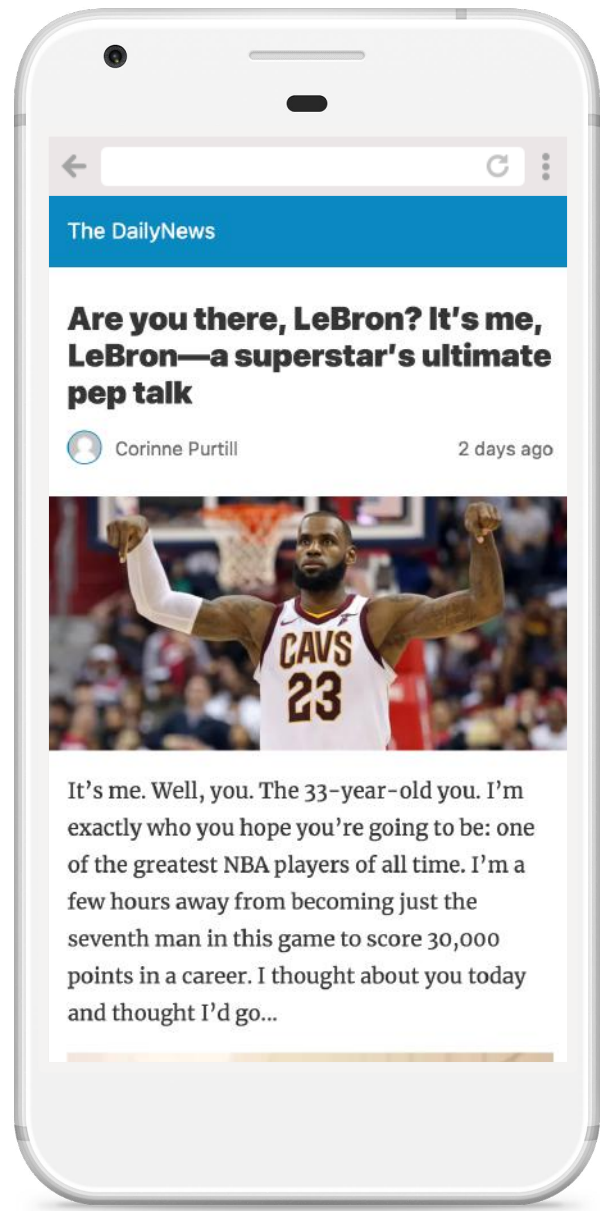 The DailyNews
Are you there, LeBron? It's me,
LeBron—a superstar's ultimate
pep talk
Corinne Purtill
2 days ago
CAVS
23
It's me. Well, you. The 33-year-old you. I'm
exactly who you hope you're going to be: one
of the greatest NBA players of all time. I'm a
few hours away from becoming just the
seventh man in this game to score 30,000
points in a career. I thought about you today
and thought I'd go...